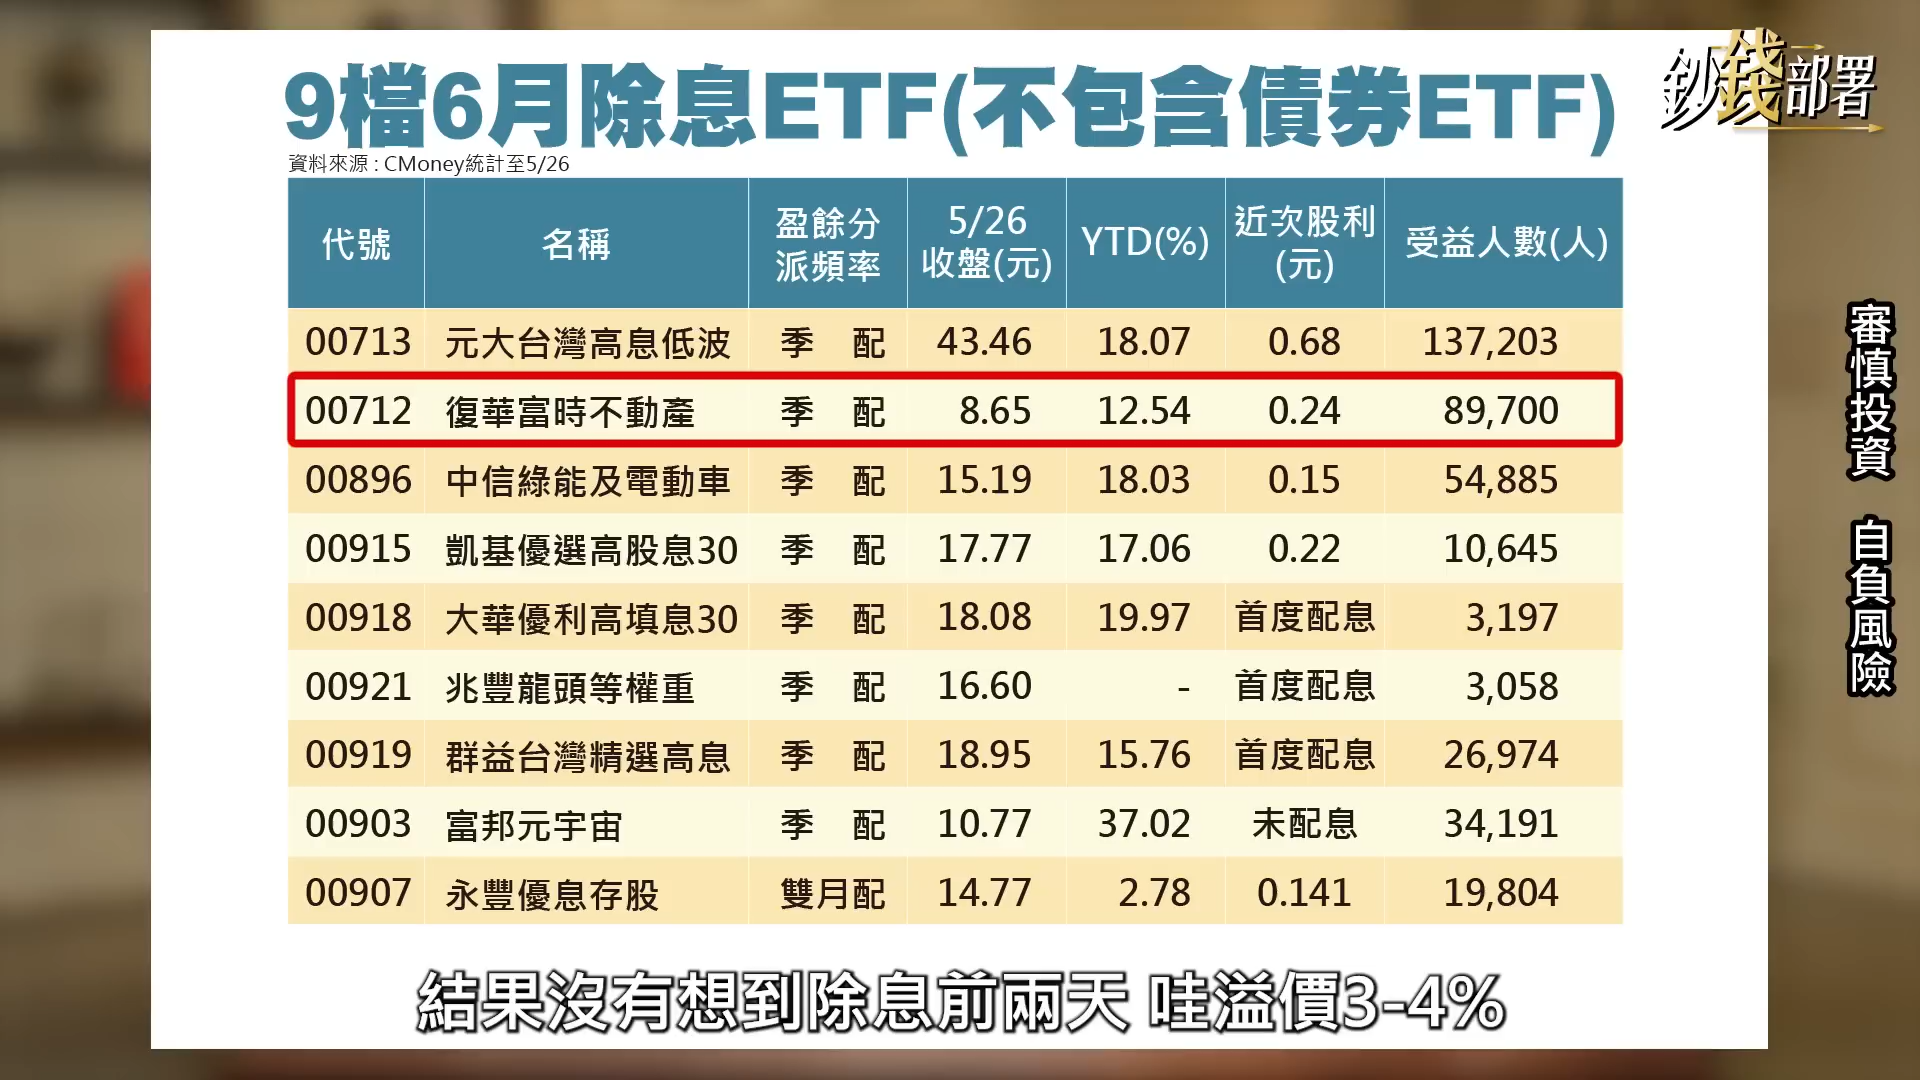 9檔6月除息ETF(不包含債券ETF)
鈔錢部署
資料來源 : CMoney統計至5/26
代號 名稱 盈餘分派頻率 5/26收盤(元) YTD(%) 近次股利(元) 受益人數(人)
00713 元大台灣高息低波 季 配 43.46 18.07 0.68 137,203
00712 復華富時不動產 季 配 8.65 12.54 0.24 89,700
00896 中信綠能及電動車 季 配 15.19 18.03 0.15 54,885
00915 凱基優選高股息30 季 配 17.77 17.06 0.22 10,645
00918 大華優利高填息30 季 配 18.08 19.97 首度配息 3,197
00921 兆豐龍頭等權重 季 配 16.60 - 首度配息 3,058
00919 群益台灣精選高息 季 配 18.95 15.76 首度配息 26,974
00903 富邦元宇宙 季 配 10.77 37.02 未配息 34,191
00907 永豐優息存股 雙月配 14.77 2.78 0.141 19,804
審慎投資 自負風險
結果沒有想到除息前兩天 哇溢價3-4%